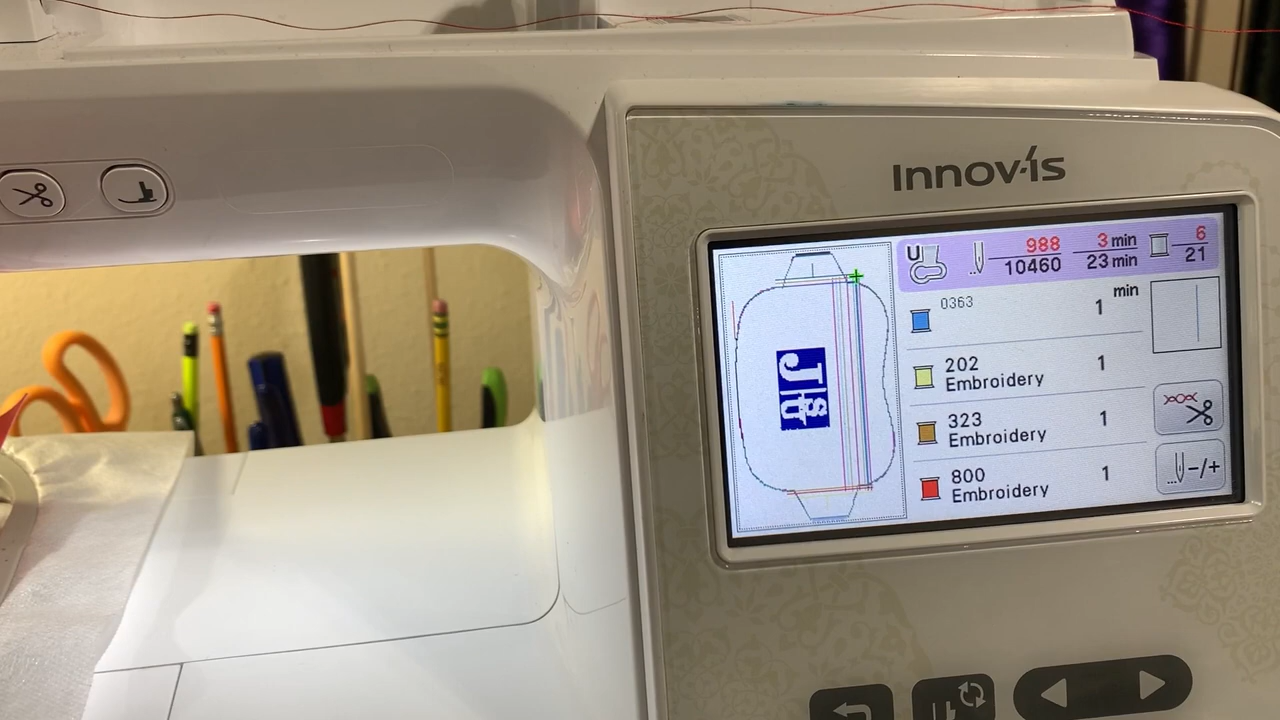 Innov-ís
U
988
10460
3 min
23 min
6
21
min
0363
1
202
Embroidery
1
323
Embroidery
1
800
Embroidery
1
-/+